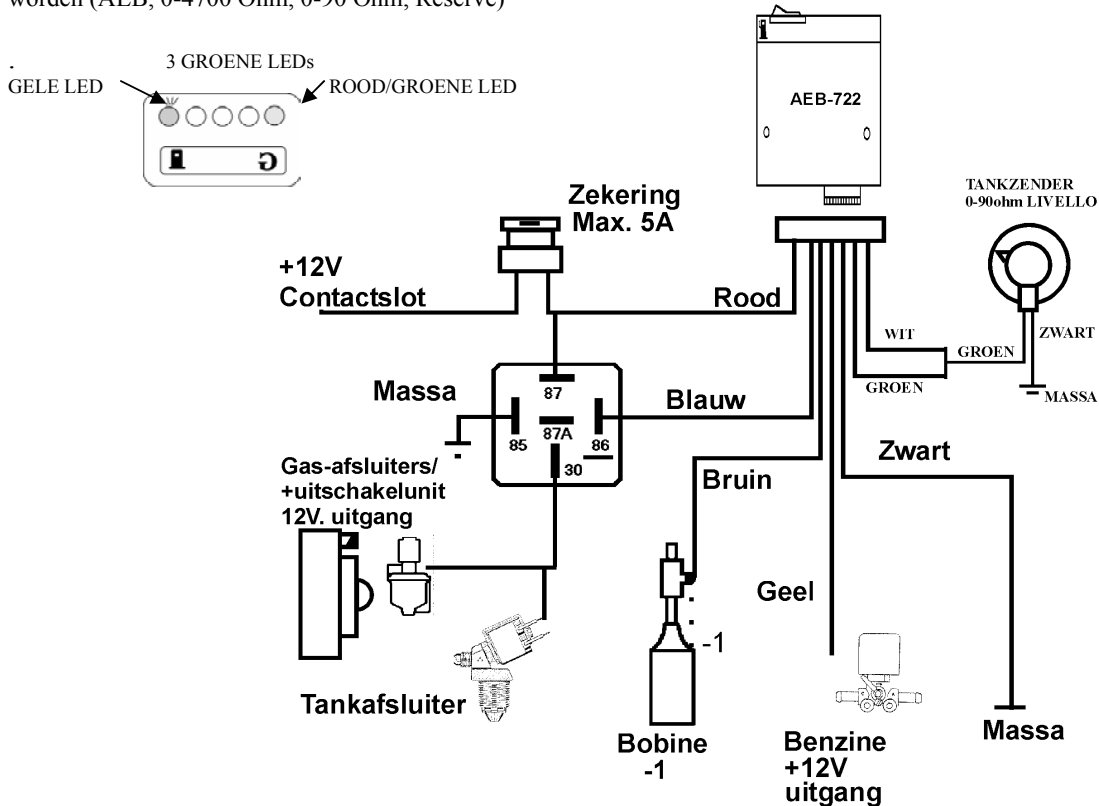 worden (AEB, 0-4700 Ohm, 0-90 Ohm, Reserve)
.
3 GROENE LEDs
GELE LED
ROOD/GROENE LED
AEB-722
TANKZENDER
0-90ohm LIVELLO
Zekering
Max. 5A
+12V
Contactslot
Rood
WIT
ZWART
GROEN
GROEN
MASSA
Massa
87
87A
85
86
30
Blauw
Zwart
Bruin
Gas-afsluiters/
+uitschakelunit
12V. uitgang
Geel
-1
Tankafsluiter
Bobine
-1
Benzine
+12V
uitgang
Massa